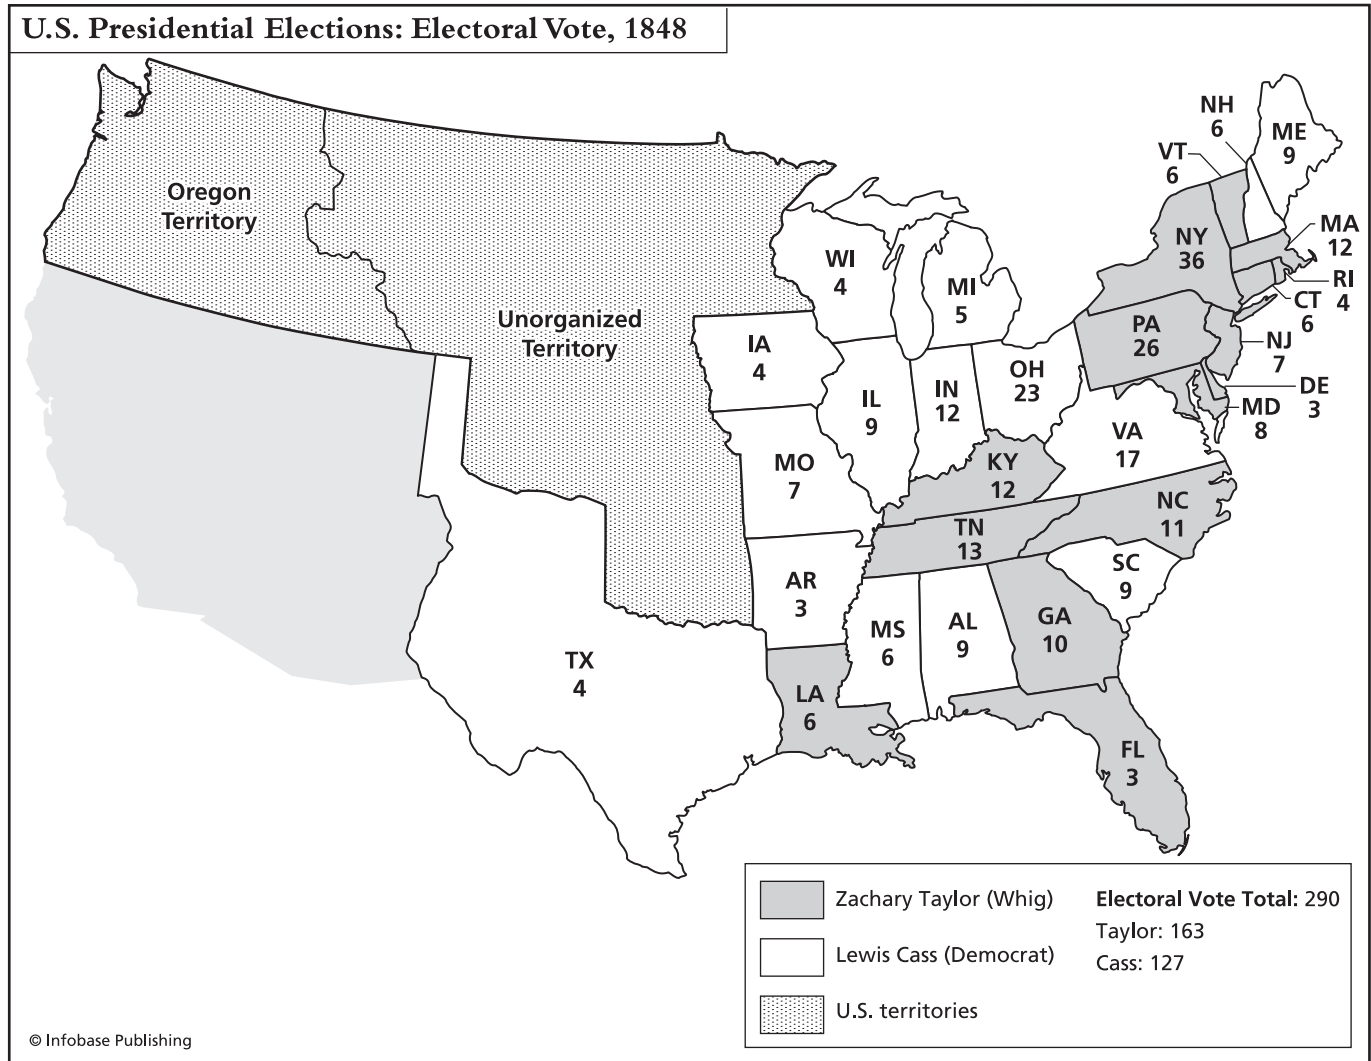 U.S. Presidential Elections: Electoral Vote, 1848
Oregon
Territory
Unorganized
Territory
NH
6
ME
9
VT
6
MA
12
NY
36
RI
4
CT
6
WI
4
MI
5
PA
26
NJ
7
IA
4
OH
23
DE
3
IL
9
IN
12
MD
8
VA
17
MO
7
KY
12
NC
11
TN
13
AR
3
SC
9
MS
6
AL
9
GA
10
TX
4
LA
6
FL
3
Zachary Taylor (Whig)
Lewis Cass (Democrat)
U.S. territories
Electoral Vote Total: 290
Taylor: 163
Cass: 127
© Infobase Publishing